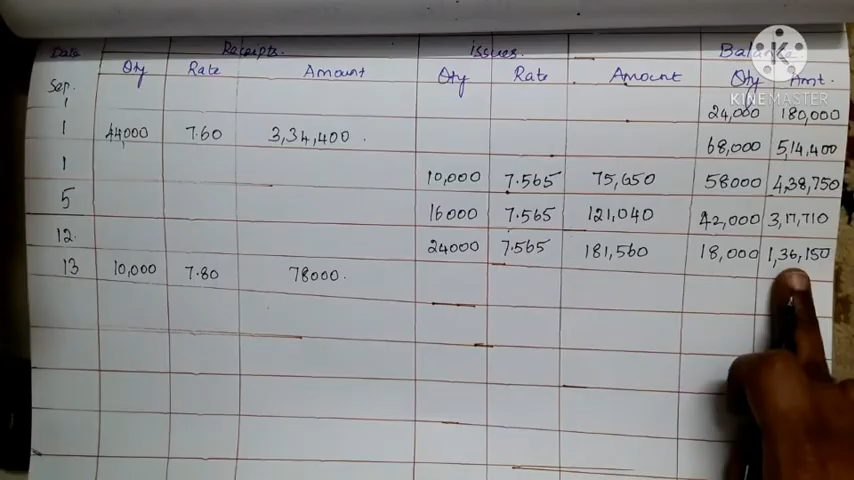 Date Receipts. issues. Balance
Qty Rate Amount Qty Rate Amount Qty Amt.
Sep.
1 24,000 180,000
1 44,000 7.60 3,34,400. 68,000 5,14,400
1 10,000 7.565 75,650 58000 4,38,750
5 16000 7.565 121,040 42,000 3,17,710
12. 24000 7.565 181,560 18,000 1,36,150
13 10,000 7.80 78000.
K
KINEMASTER